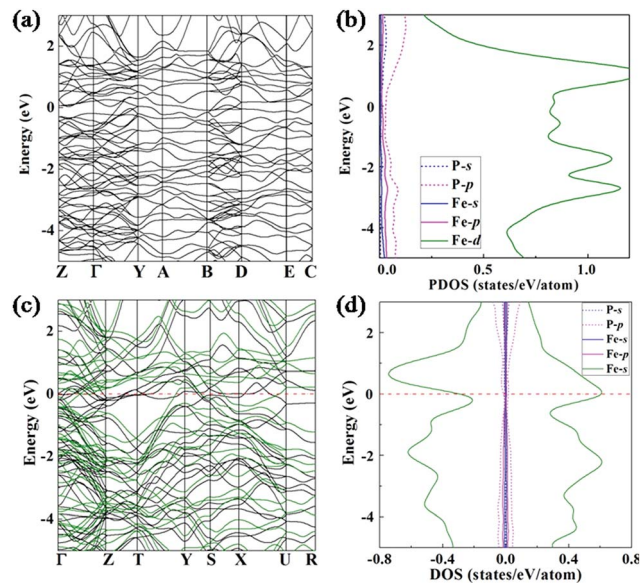 (a)
Energy (eV)
2
0
-2
-4
Z Γ Y A B D E C
(b)
Energy (eV)
2
0
-2
-4
P-s
P-p
Fe-s
Fe-p
Fe-d
0.0 0.5 1.0
PDOS (states/eV/atom)
(c)
Energy (eV)
2
0
-2
-4
Γ Z T Y S X U R
(d)
Energy (eV)
2
0
-2
-4
P-s
P-p
Fe-s
Fe-p
Fe-s
-0.8 -0.4 0.0 0.4 0.8
DOS (states/eV/atom)